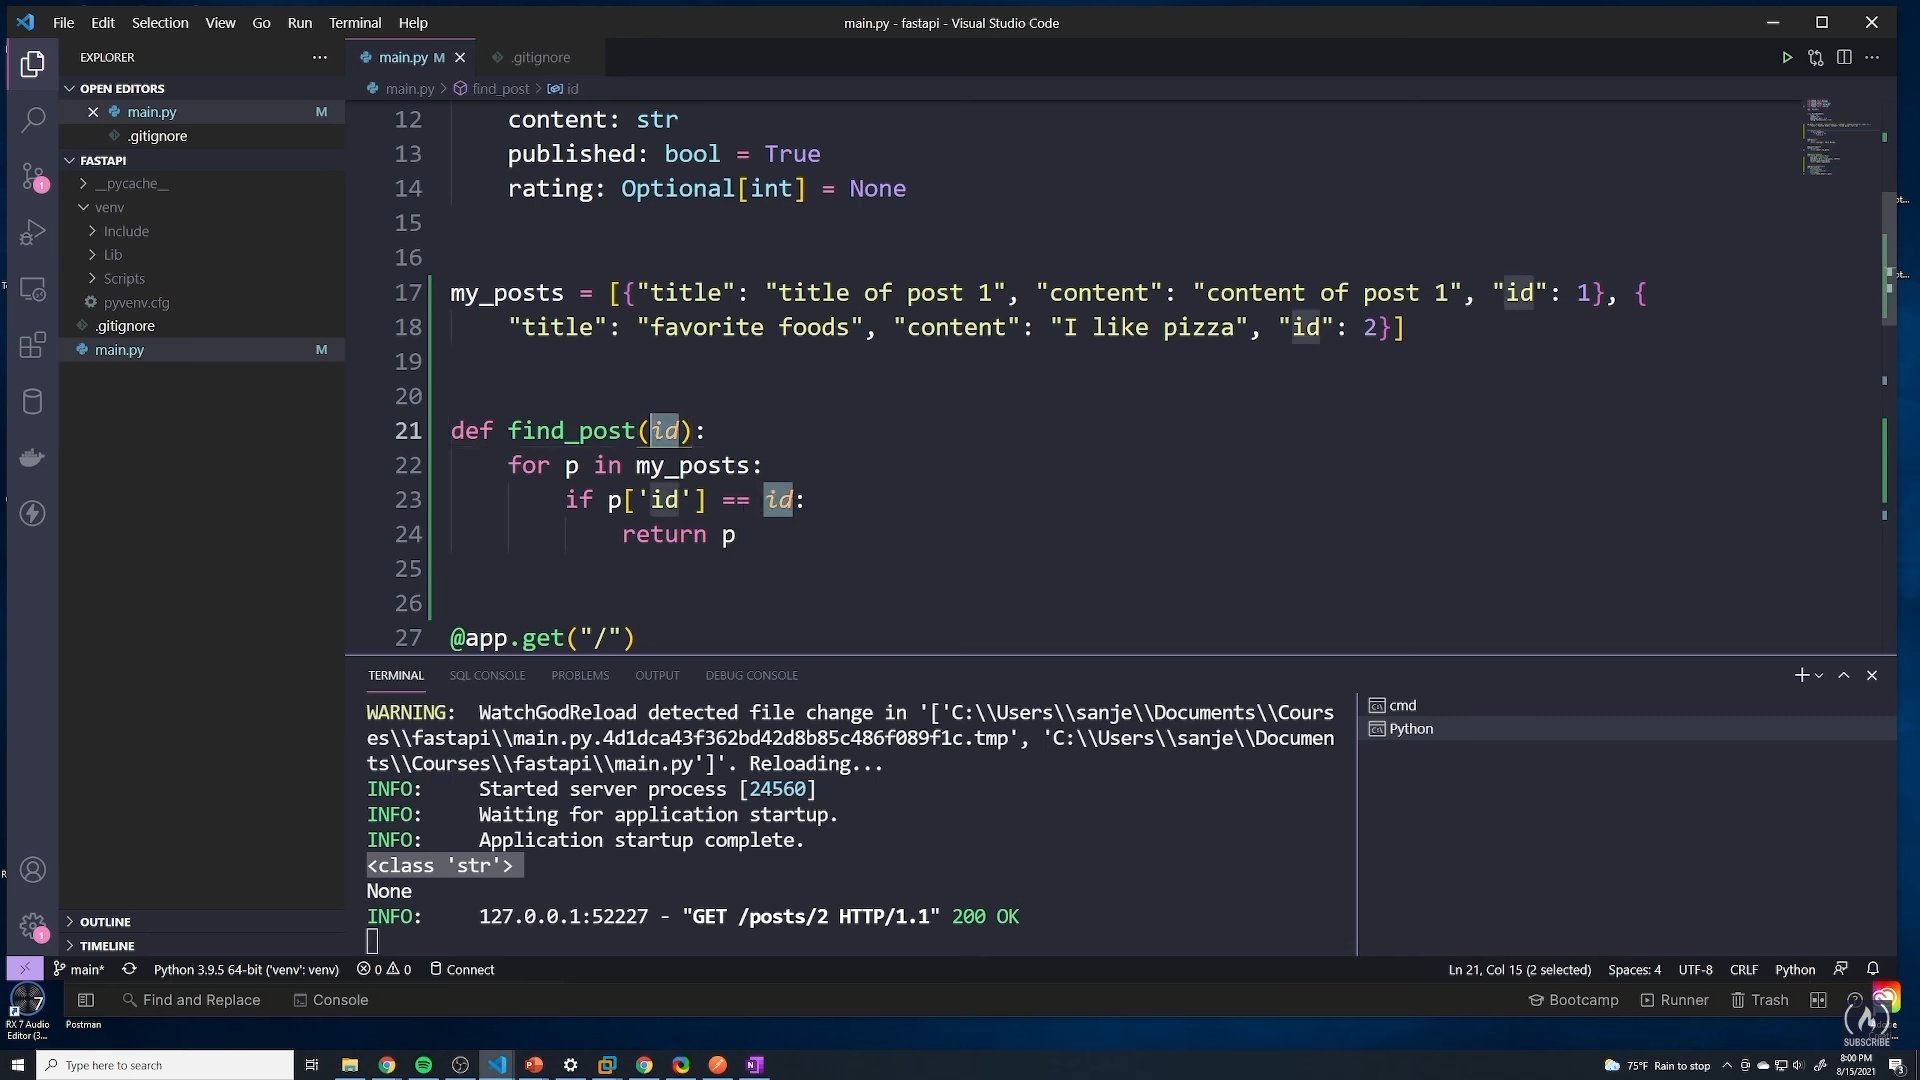 File Edit Selection View Go Run Terminal Help
main.py - fastapi - Visual Studio Code
EXPLORER
OPEN EDITORS
main.py M
.gitignore
FASTAPI
__pycache__
venv
Include
Lib
Scripts
pyvenv.cfg
.gitignore
main.py M
OUTLINE
TIMELINE
main.py M
.gitignore
main.py > find_post > id
12 content: str
13 published: bool = True
14 rating: Optional[int] = None
15
16
17 my_posts = [{"title": "title of post 1", "content": "content of post 1", "id": 1}, {
18 "title": "favorite foods", "content": "I like pizza", "id": 2}]
19
20
21 def find_post(id):
22 for p in my_posts:
23 if p['id'] == id:
24 return p
25
26
27 @app.get("/")
TERMINAL SQL CONSOLE PROBLEMS OUTPUT DEBUG CONSOLE
WARNING: WatchGodReload detected file change in '['C:\\Users\\sanje\\Documents\\Cours
es\\fastapi\\main.py.4d1dca43f362bd42d8b85c486f089f1c.tmp', 'C:\\Users\\sanje\\Documen
ts\\Courses\\fastapi\\main.py']'. Reloading...
INFO: Started server process [24560]
INFO: Waiting for application startup.
INFO: Application startup complete.
<class 'str'>
None
INFO: 127.0.0.1:52227 - "GET /posts/2 HTTP/1.1" 200 OK
cmd
Python
main* Python 3.9.5 64-bit ('venv': venv) 0 0 Connect
Ln 21, Col 15 (2 selected) Spaces: 4 UTF-8 CRLF Python
Find and Replace Console
Bootcamp Runner Trash
RX 7 Audio
Editor (3...
Postman
SUBSCRIBE
Type here to search
75°F Rain to stop
8:00 PM
8/15/2021